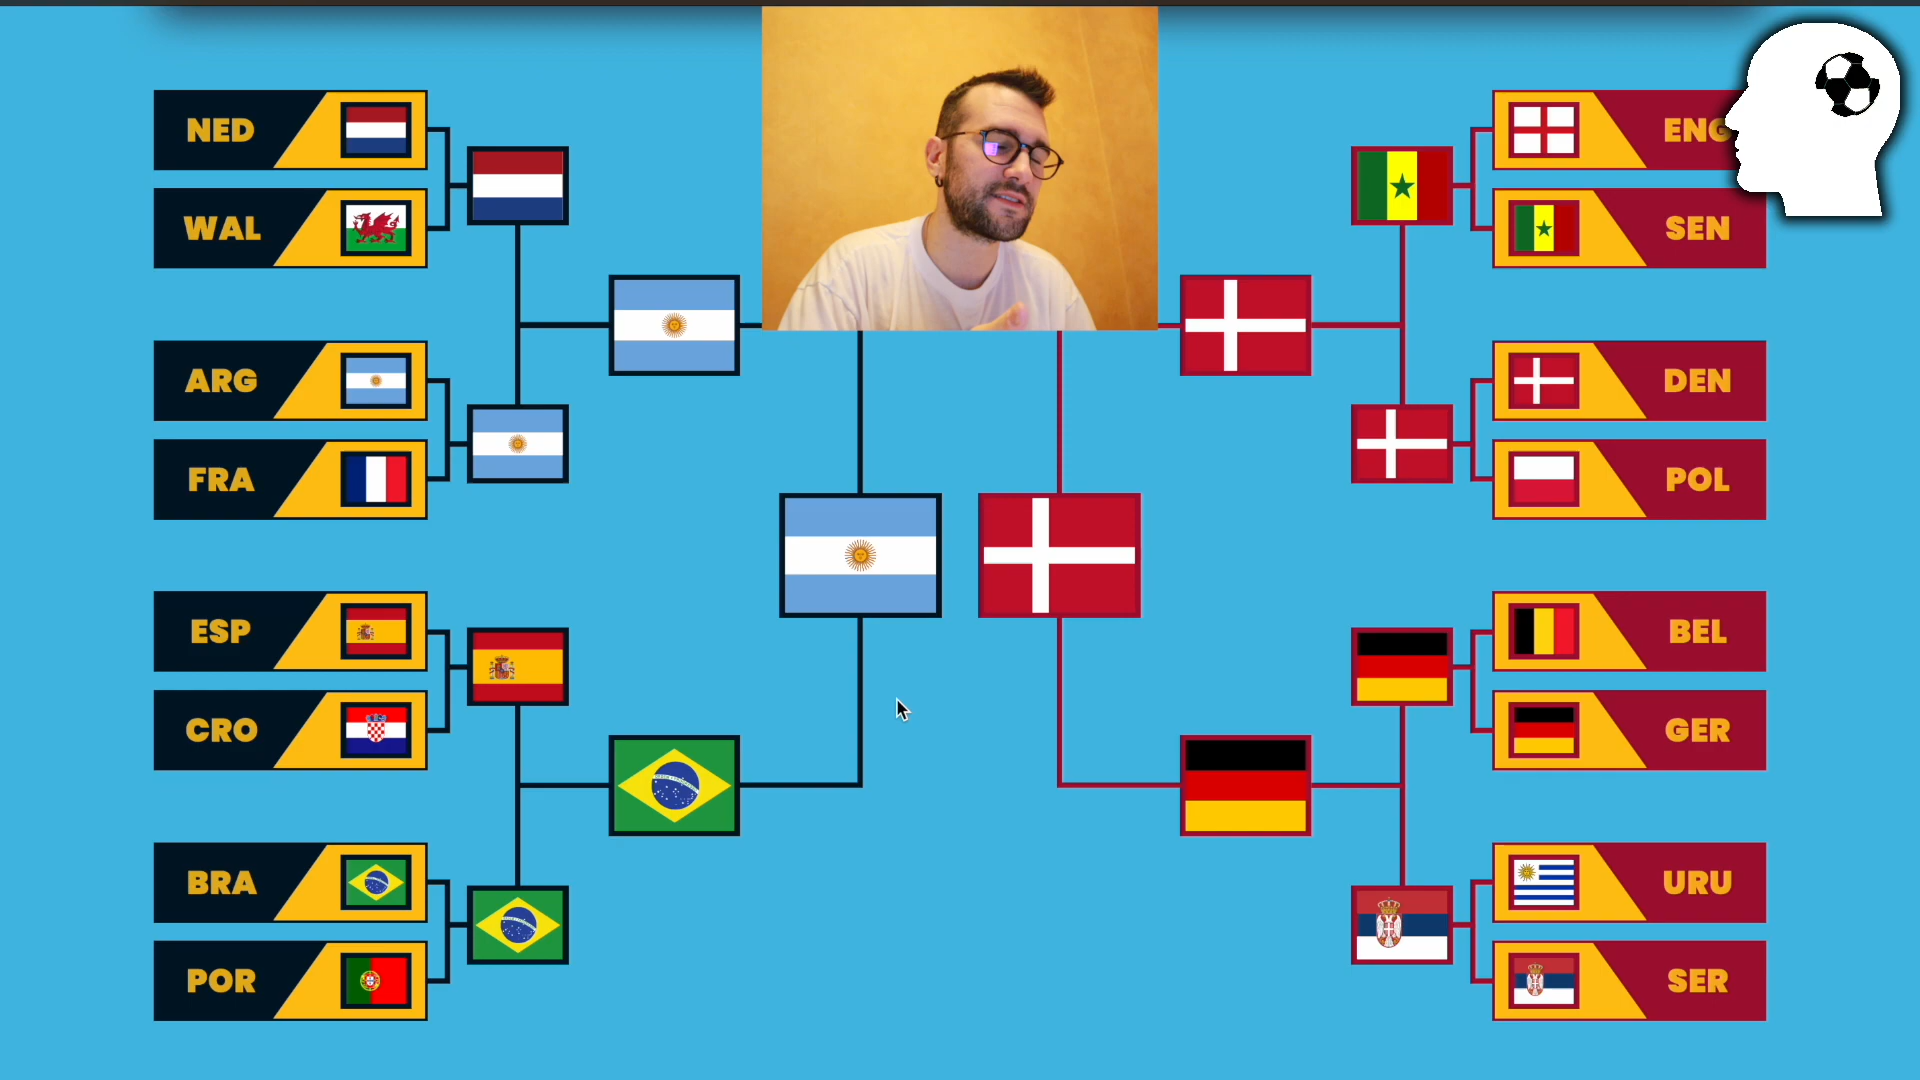 NED
WAL
ARG
FRA
ESP
CRO
BRA
POR
ENG
SEN
DEN
POL
BEL
GER
URU
SER